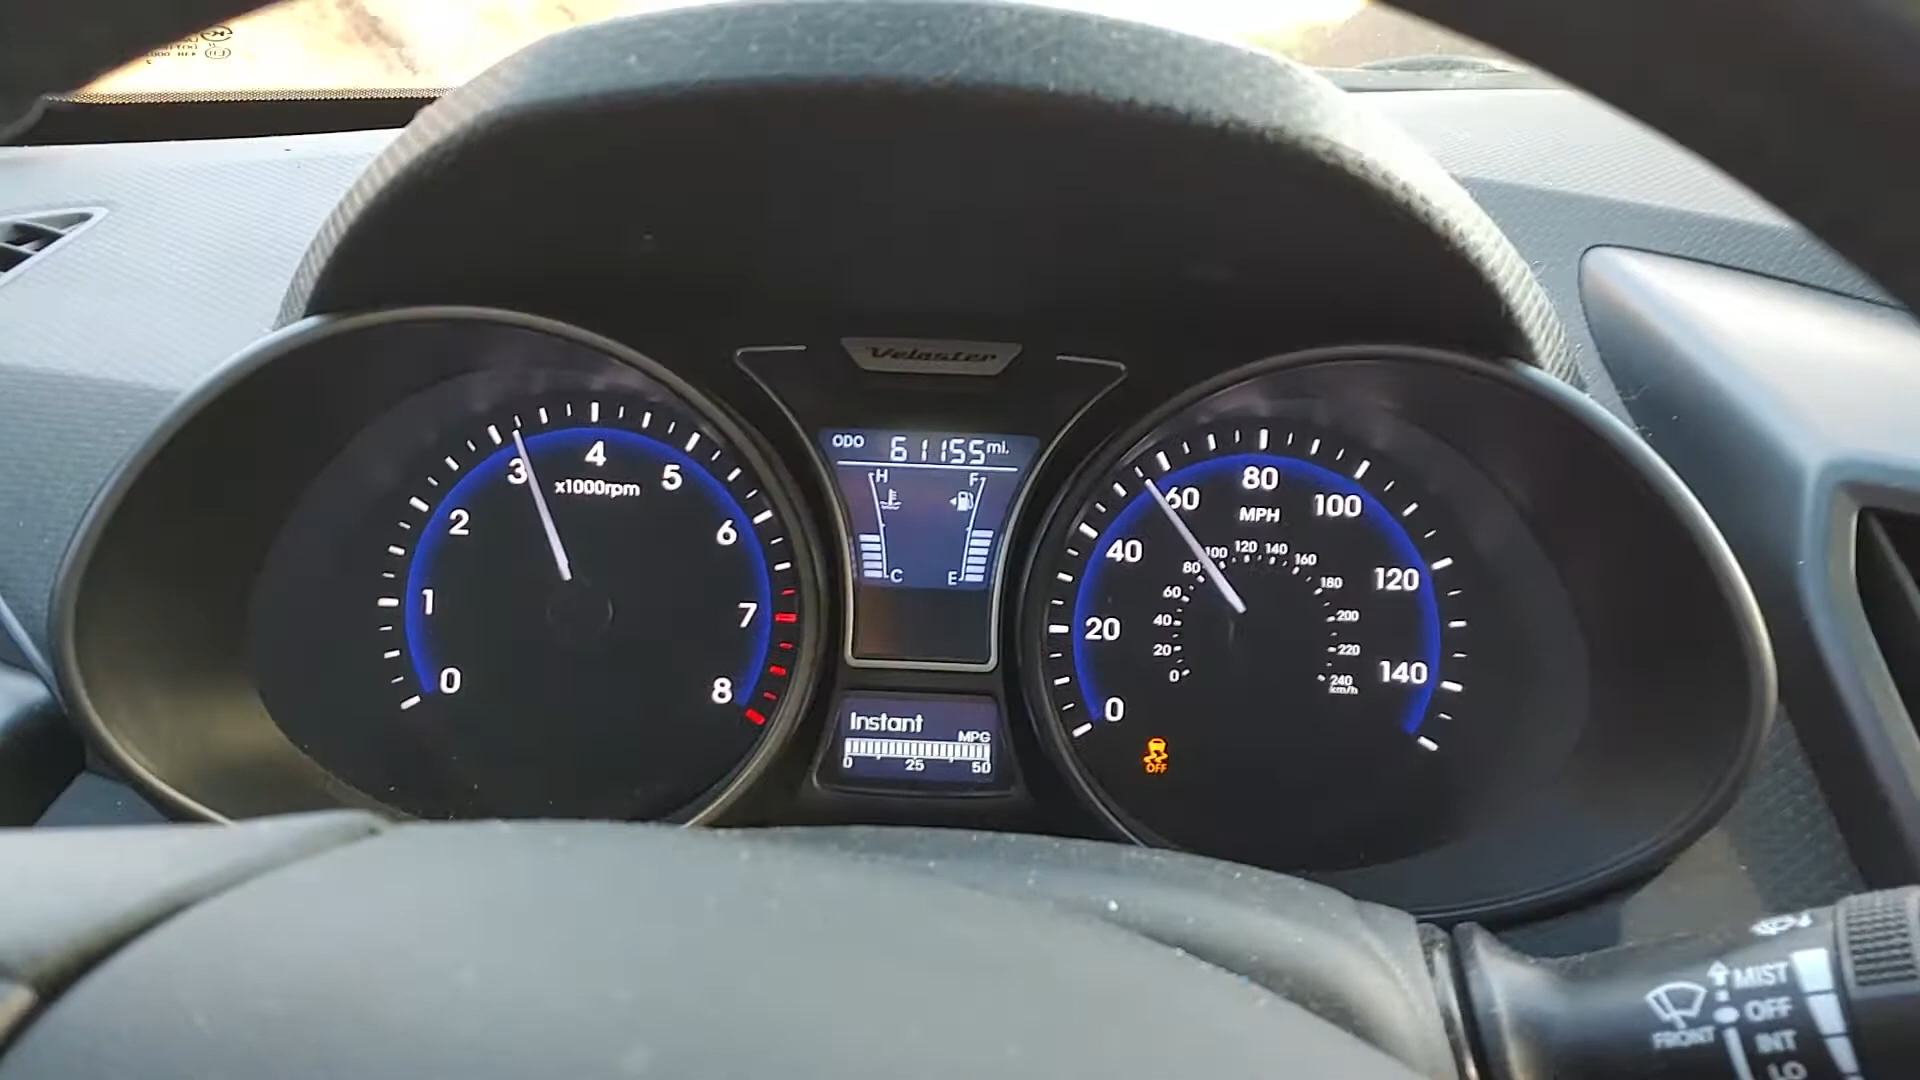 Veloster
ODO 61155 mi.
H F
C E
0 1 2 3 4 5 6 7 8
x1000rpm
0 20 40 60 80 100 120 140
MPH
0 20 40 60 80 100 120 140 160 180 200 220 240
km/h
Instant
MPG
0 25 50
OFF
MIST
OFF
FRONT
INT
LO